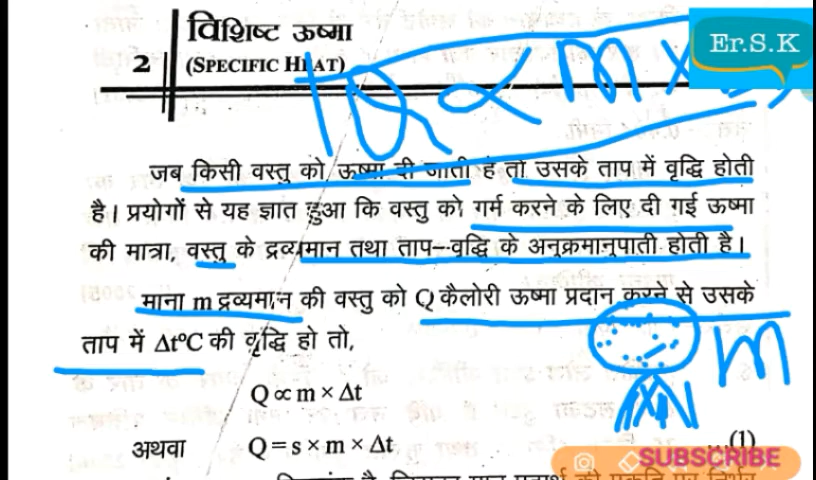 विशिष्ट ऊष्मा
2 (SPECIFIC HEAT)
Er.S.K
Q ∝ m ×
जब किसी वस्तु को ऊष्मा दी जाती है तो उसके ताप में वृद्धि होती
है। प्रयोगों से यह ज्ञात हुआ कि वस्तु को गर्म करने के लिए दी गई ऊष्मा
की मात्रा, वस्तु के द्रव्यमान तथा ताप-वृद्धि के अनुक्रमानुपाती होती है।
माना m द्रव्यमान की वस्तु को Q कैलोरी ऊष्मा प्रदान करने से उसके
ताप में Δt°C की वृद्धि हो तो,
m
Q ∝ m × Δt
अथवा Q = s × m × Δt ...(1)
SUBSCRIBE